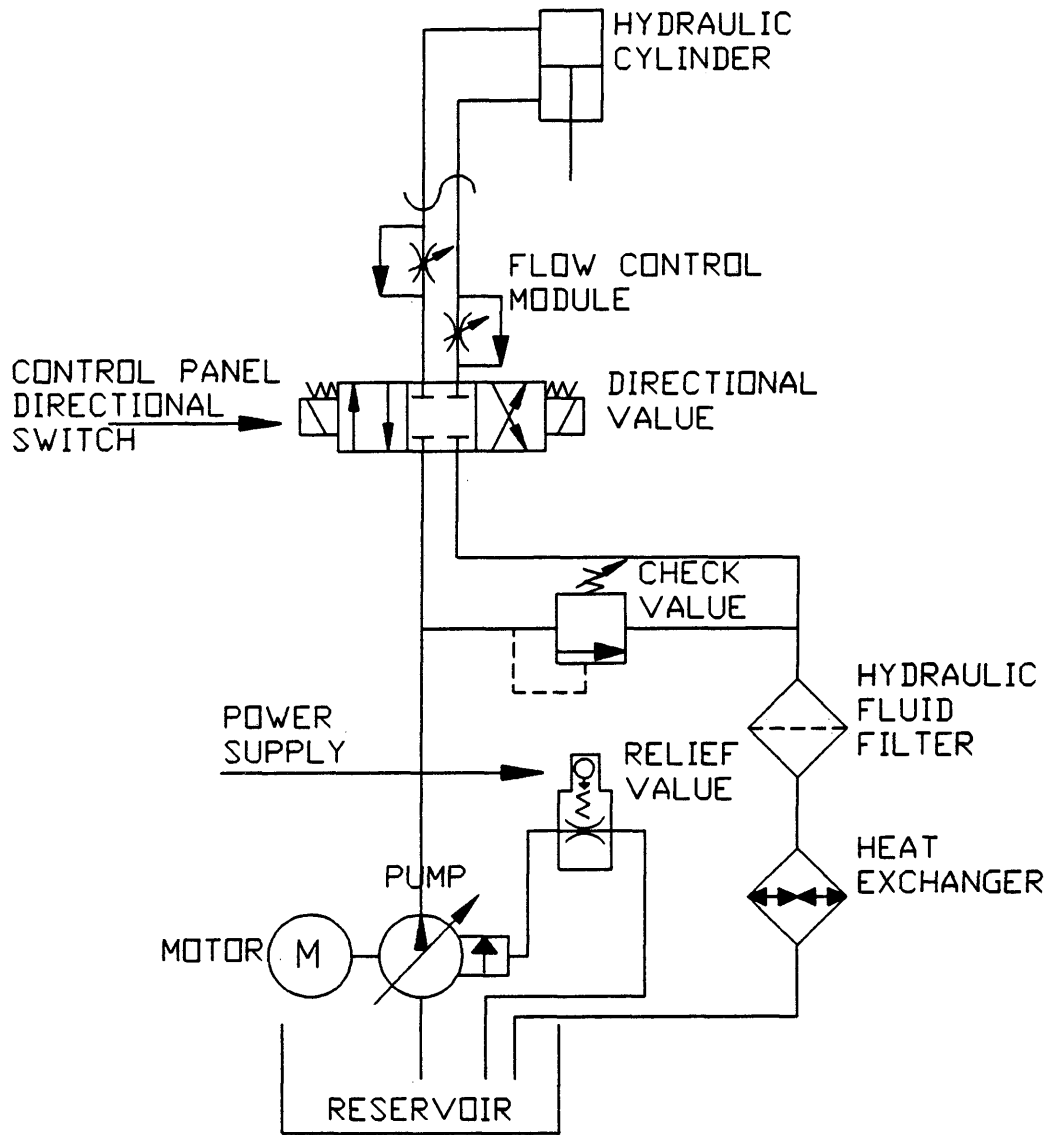 HYDRAULIC
CYLINDER
FLOW CONTROL
MODULE
CONTROL PANEL
DIRECTIONAL
SWITCH
DIRECTIONAL
VALUE
CHECK
VALUE
HYDRAULIC
FLUID
FILTER
POWER
SUPPLY
RELIEF
VALUE
HEAT
EXCHANGER
PUMP
MOTOR
M
RESERVOIR